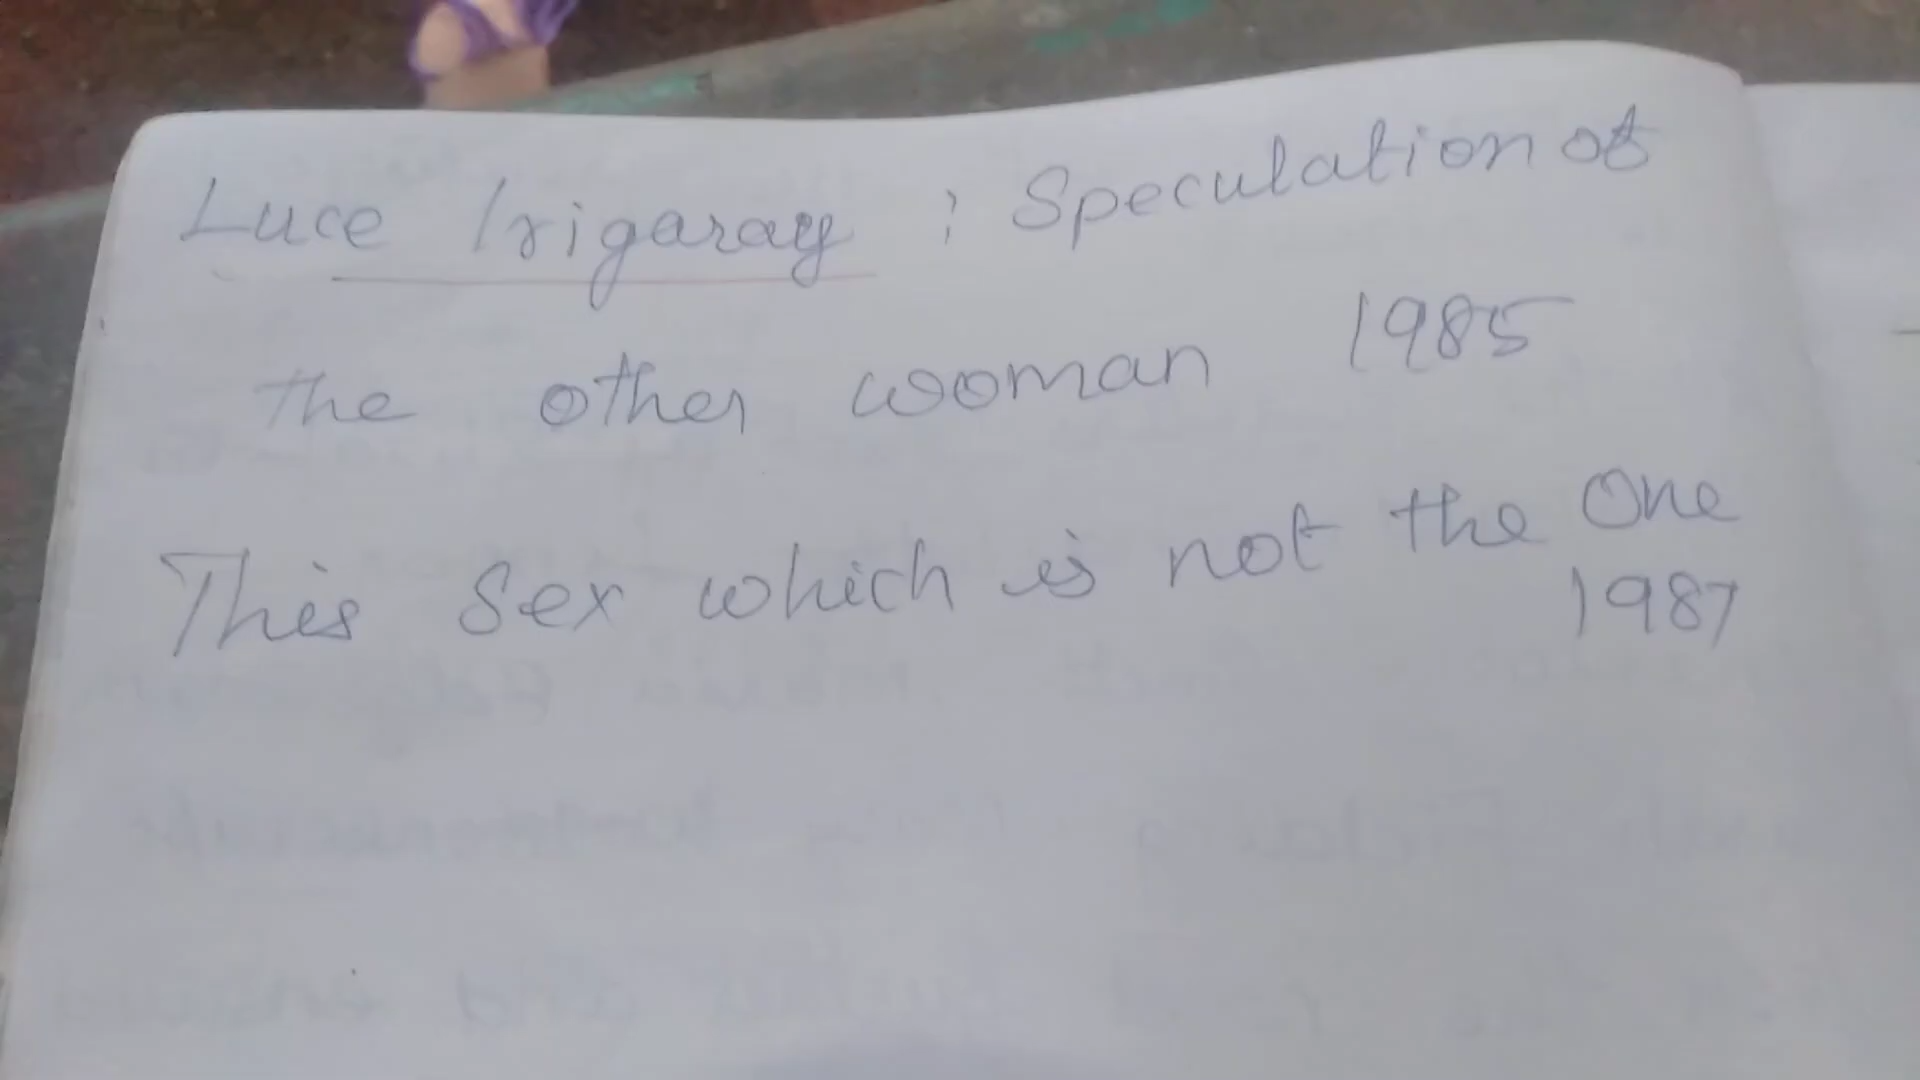 Luce Irigaray : Speculation of
the other woman 1985
This sex which is not the One
1987